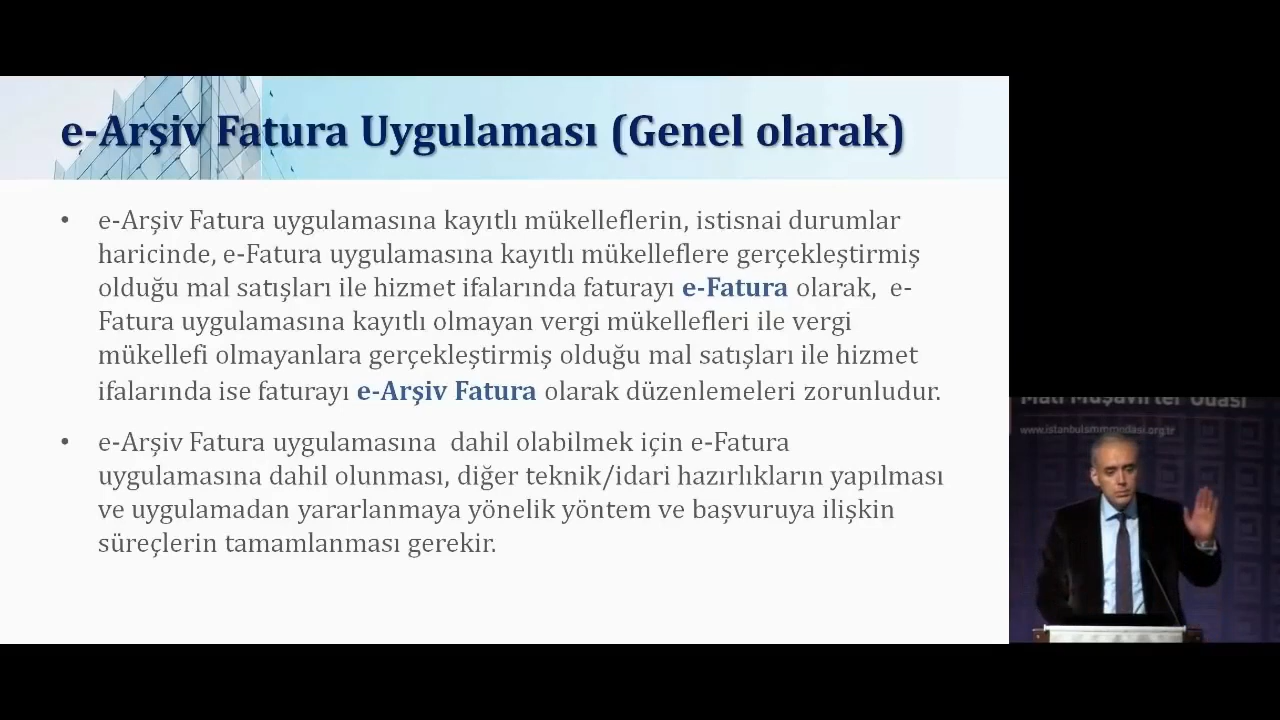 e-Arşiv Fatura Uygulaması (Genel olarak)
• e-Arşiv Fatura uygulamasına kayıtlı mükelleflerin, istisnai durumlar
haricinde, e-Fatura uygulamasına kayıtlı mükelleflere gerçekleştirmiş
olduğu mal satışları ile hizmet ifalarında faturayı e-Fatura olarak,  e-
Fatura uygulamasına kayıtlı olmayan vergi mükellefleri ile vergi
mükellefi olmayanlara gerçekleştirmiş olduğu mal satışları ile hizmet
ifalarında ise faturayı e-Arşiv Fatura olarak düzenlemeleri zorunludur.
• e-Arşiv Fatura uygulamasına  dahil olabilmek için e-Fatura
uygulamasına dahil olunması, diğer teknik/idari hazırlıkların yapılması
ve uygulamadan yararlanmaya yönelik yöntem ve başvuruya ilişkin
süreçlerin tamamlanması gerekir.
Mali Müşavirler Odası
www.istanbulsmmmodasi.org.tr